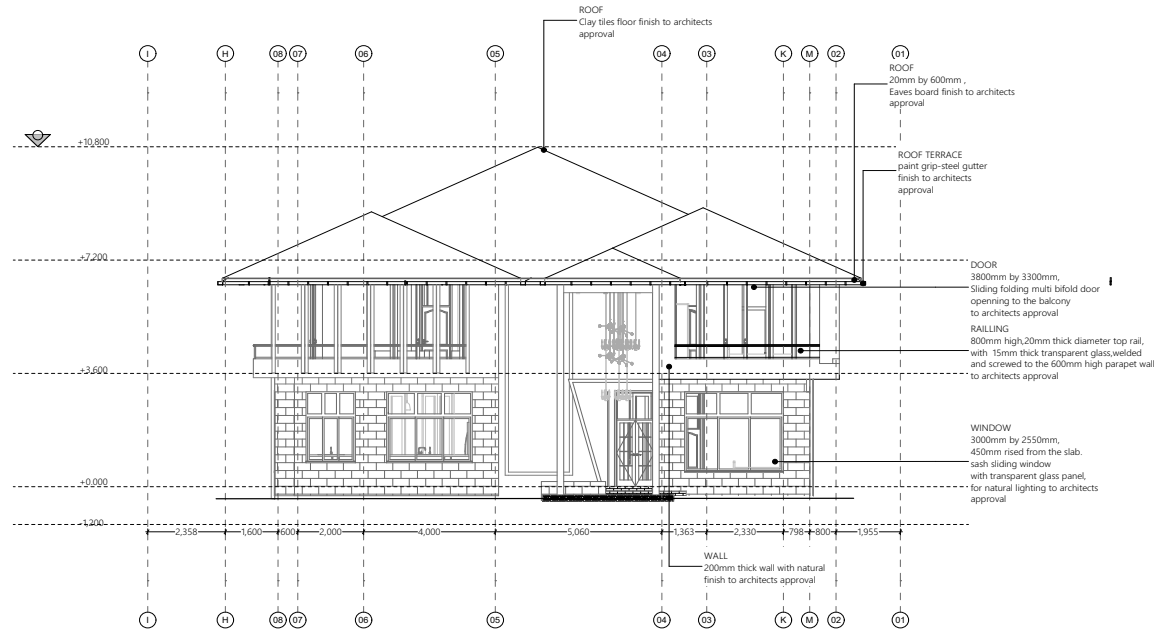 ROOF
Clay tiles floor finish to architects
approval
I H 08 07 06 05 04 03 K M 02 01
ROOF
20mm by 600mm ,
Eaves board finish to architects
approval
+10,800
ROOF TERRACE
paint grip-steel gutter
finish to architects
approval
+7,200
DOOR
3800mm by 3300mm,
Sliding folding multi bifold door
openning to the balcony
to architects approval
RAILLING
800mm high,20mm thick diameter top rail,
with 15mm thick transparent glass,welded
and screwed to the 600mm high parapet wall
to architects approval
+3,600
WINDOW
3000mm by 2550mm,
450mm rised from the slab.
sash sliding window
with transparent glass panel,
for natural lighting to architects
approval
+0,000
-1,200
2,358 1,600 600 2,000 4,000 5,060 1,363 2,330 798 800 1,955
WALL
200mm thick wall with natural
finish to architects approval
I H 08 07 06 05 04 03 K M 02 01